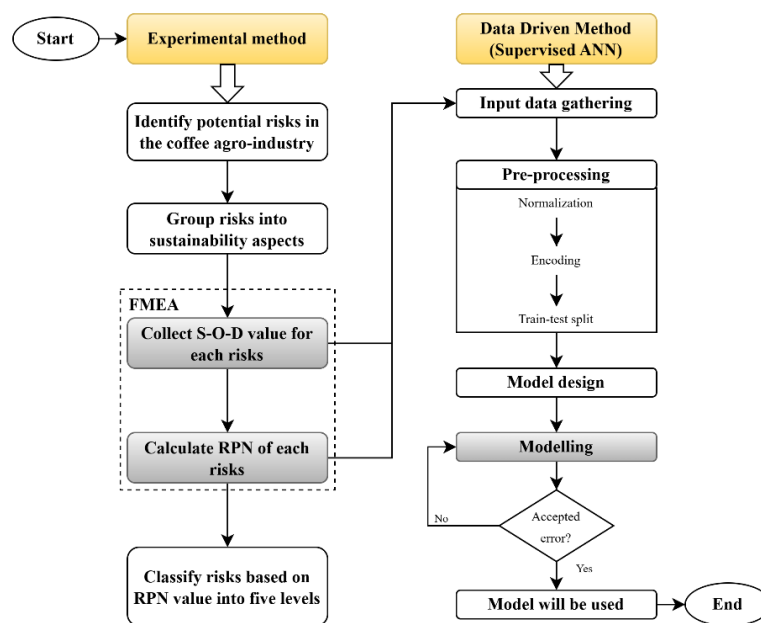 Start
Experimental method
Identify potential risks in
the coffee agro-industry
Group risks into
sustainability aspects
FMEA
Collect S-O-D value for
each risks
Calculate RPN of each
risks
Classify risks based on
RPN value into five levels
Data Driven Method
(Supervised ANN)
Input data gathering
Pre-processing
Normalization
Encoding
Train-test split
Model design
Modelling
Accepted
error?
No
Yes
Model will be used
End